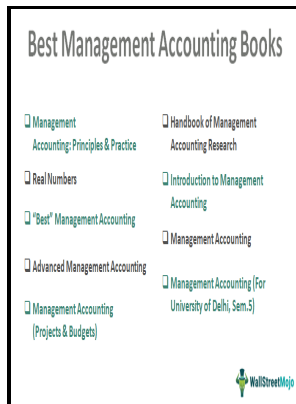 Best Management Accounting Books
❑ Management
Accounting: Principles & Practice
❑ Real Numbers
❑ “Best” Management Accounting
❑ Advanced Management Accounting
❑ Management Accounting
(Projects & Budgets)
❑ Handbook of Management
Accounting Research
❑ Introduction to Management
Accounting
❑ Management Accounting
❑ Management Accounting (For
University of Delhi, Sem.5)
WallStreetMojo